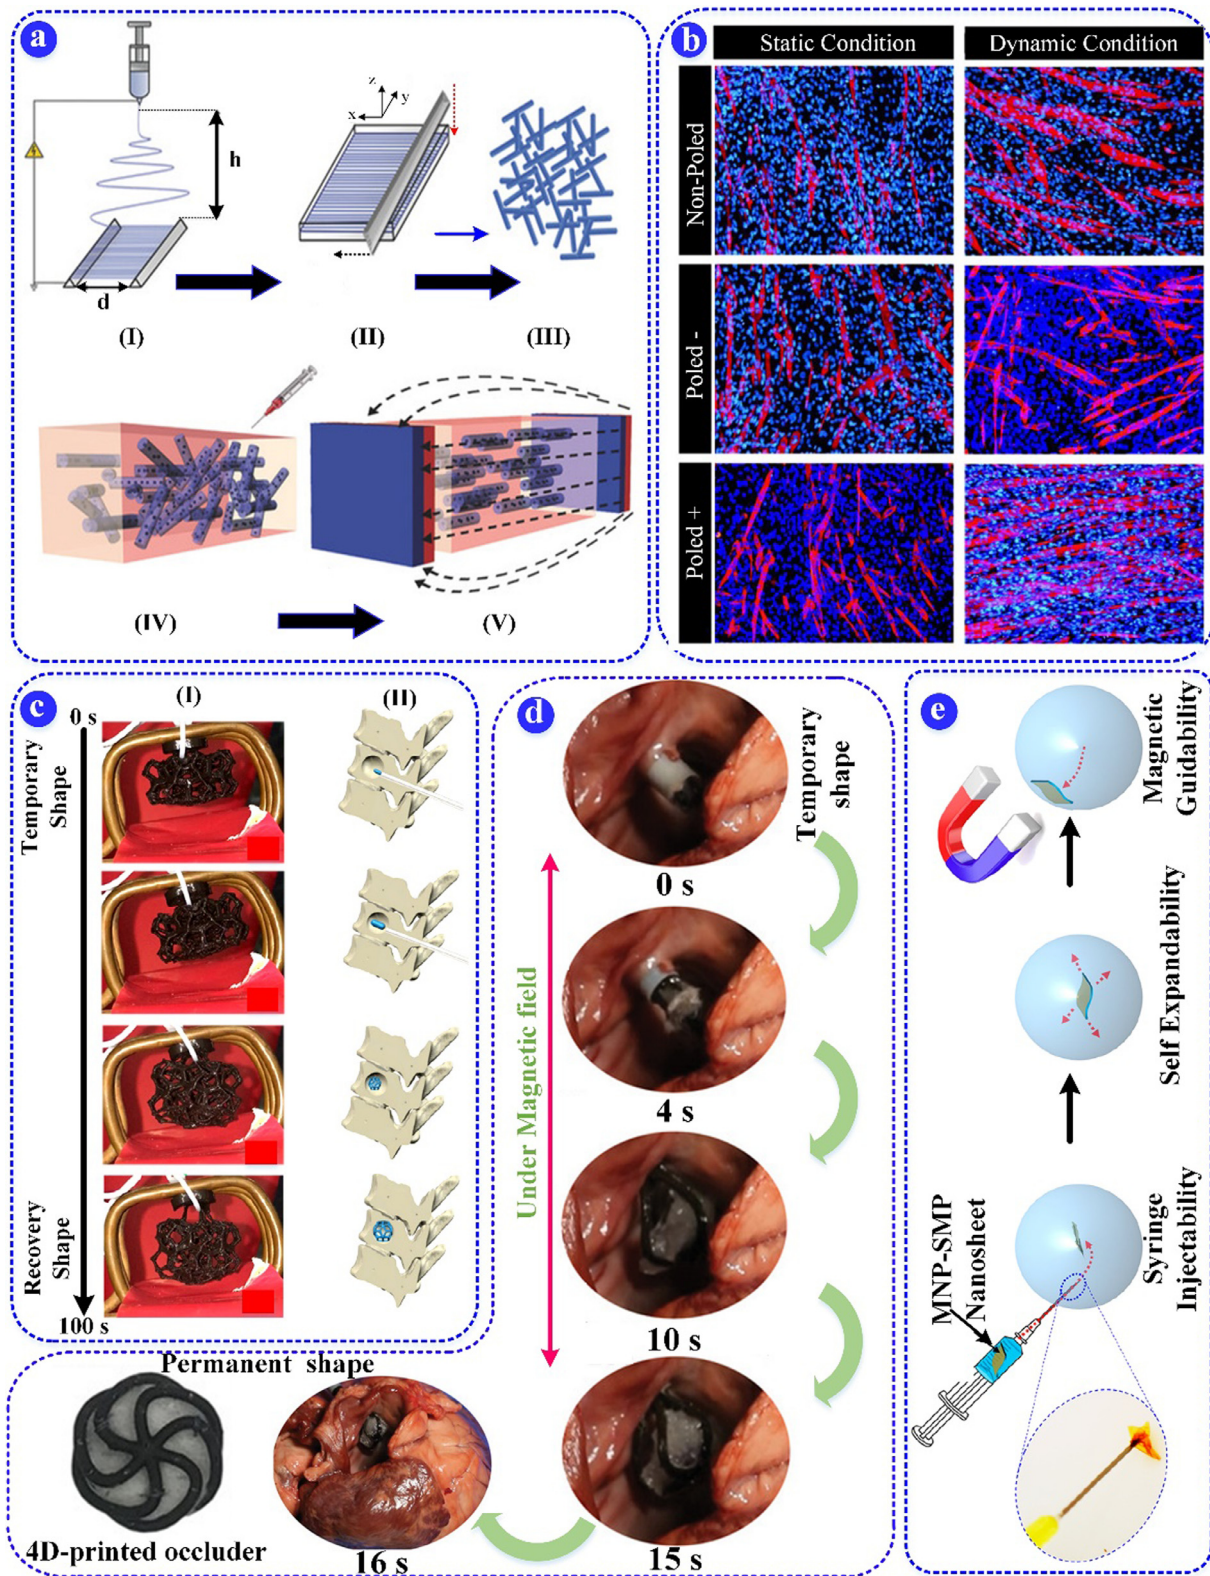 a
h
d
(I)
z
y
x
(II)
(III)
(IV)
(V)
b
Static Condition
Dynamic Condition
Non-Poled
Poled -
Poled +
c
(I)
(II)
0 s
Temporary
Shape
Recovery
Shape
100 s
d
Temporary
shape
0 s
4 s
10 s
15 s
Under Magnetic field
Permanent shape
4D-printed occluder
16 s
e
Magnetic
Guidability
Self Expandability
Syringe
Injectability
MNP-SMP
Nanosheet